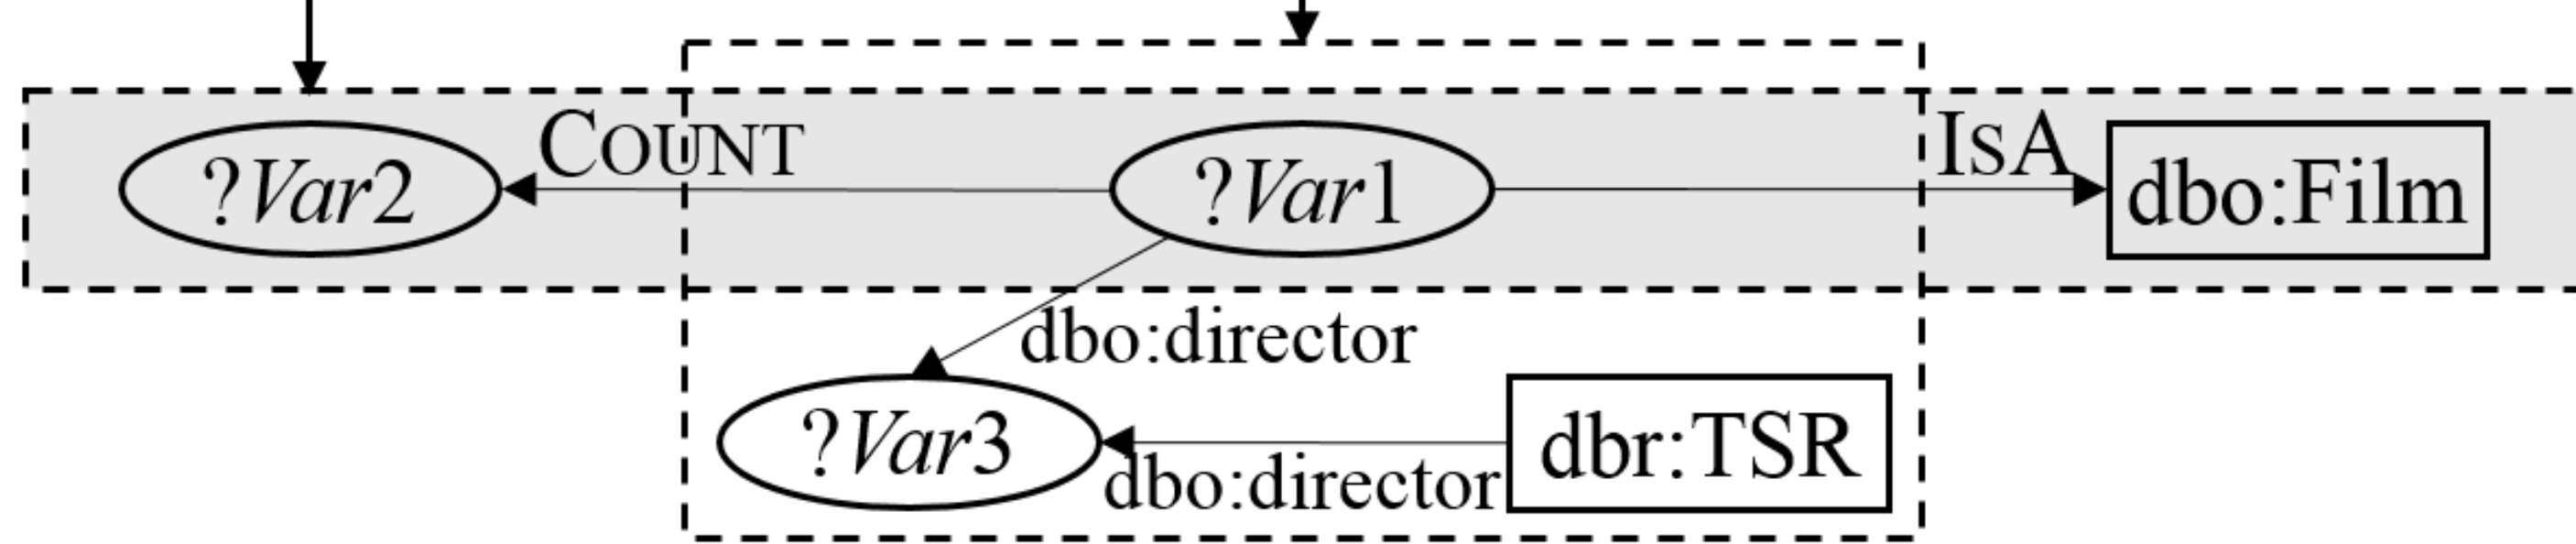 COUNT
ISA
?Var2
?Var1
dbo:Film
dbo:director
?Var3
dbr:TSR
dbo:director